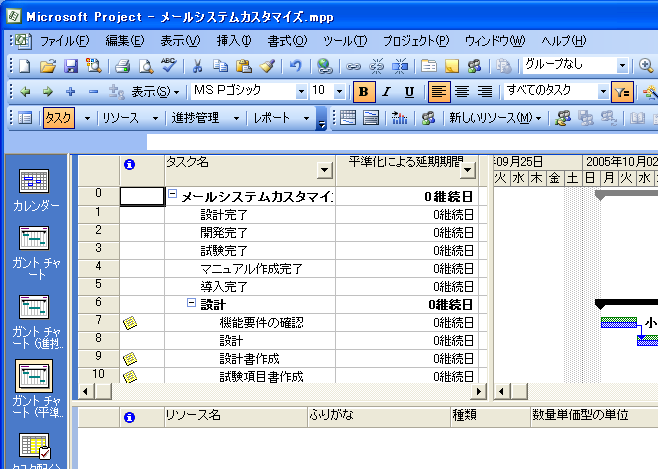 Microsoft Project - メールシステムカスタマイズ.mpp
ファイル(F) 編集(E) 表示(V) 挿入(I) 書式(O) ツール(T) プロジェクト(P) ウィンドウ(W) ヘルプ(H)
グループなし
表示(S) MS Pゴシック 10 B I U すべてのタスク
タスク リソース 進捗管理 レポート 新しいリソース(M)
タスク名 平準化による延期期間 09月25日 2005年10月02
火 水 木 金 土 日 月 火 水
0 メールシステムカスタマイズ 0継続日
1 設計完了 0継続日
2 開発完了 0継続日
3 試験完了 0継続日
4 マニュアル作成完了 0継続日
5 導入完了 0継続日
6 設計 0継続日
7 機能要件の確認 0継続日 小
8 設計 0継続日
9 設計書作成 0継続日
10 試験項目書作成 0継続日
カレンダー
ガント チャ
ート
ガント チャ
ート (進捗..
ガント チャ
ート (平準..
リソース名 ふりがな 種類 数量単価型の単位